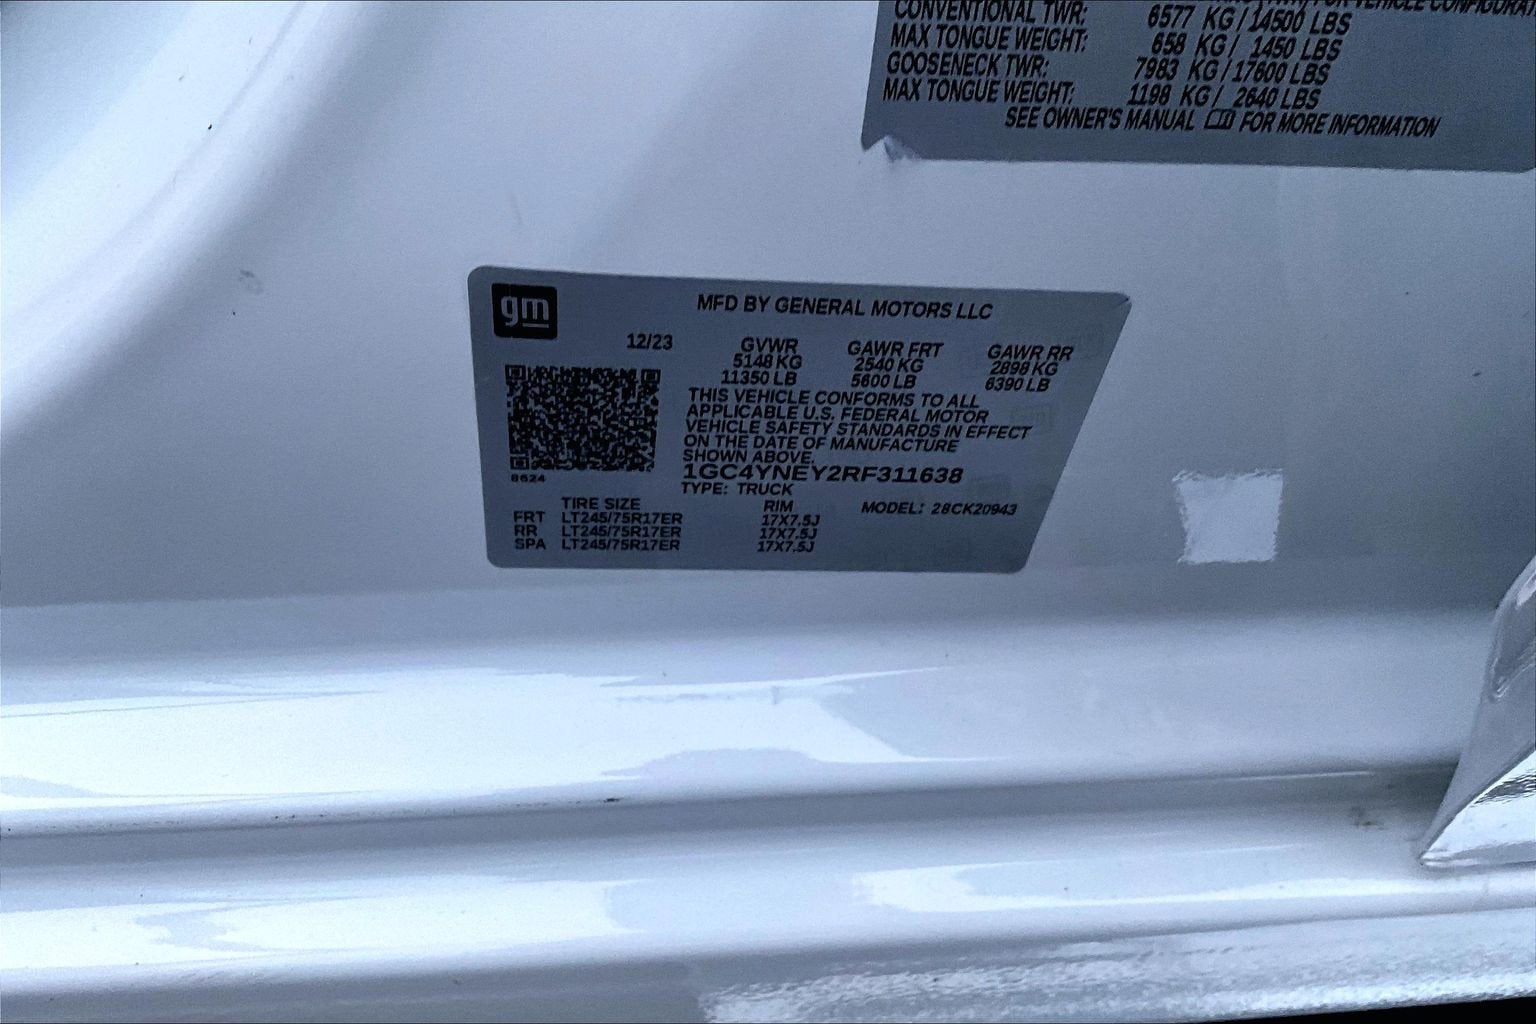 CONVENTIONAL TWR: 6577 KG / 14500 LBS
MAX TONGUE WEIGHT: 658 KG / 1450 LBS
GOOSENECK TWR: 7983 KG / 17600 LBS
MAX TONGUE WEIGHT: 1198 KG / 2640 LBS
SEE OWNER'S MANUAL FOR MORE INFORMATION
gm
MFD BY GENERAL MOTORS LLC
12/23
GVWR GAWR FRT GAWR RR
5148 KG 2540 KG 2898 KG
11350 LB 5600 LB 6390 LB
THIS VEHICLE CONFORMS TO ALL
APPLICABLE U.S. FEDERAL MOTOR
VEHICLE SAFETY STANDARDS IN EFFECT
ON THE DATE OF MANUFACTURE
SHOWN ABOVE.
1GC4YNEY2RF311638
8624
TYPE: TRUCK
TIRE SIZE RIM MODEL: 28CK20943
FRT LT245/75R17ER 17X7.5J
RR LT245/75R17ER 17X7.5J
SPA LT245/75R17ER 17X7.5J